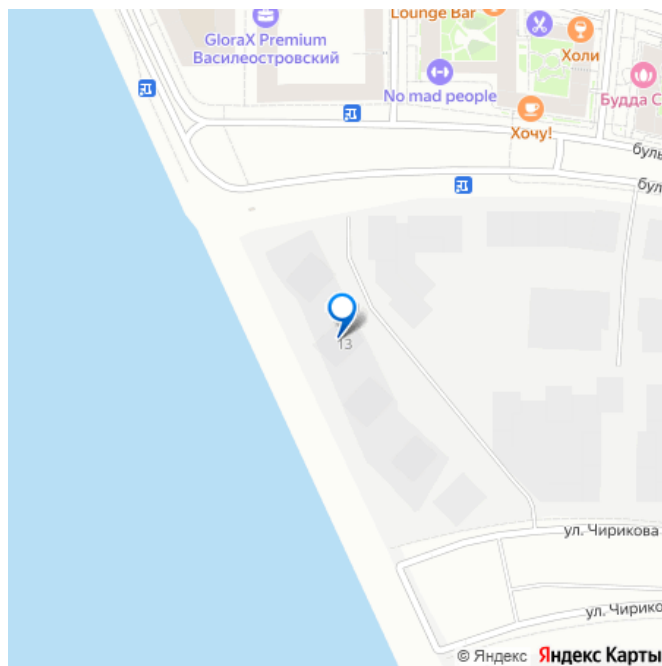 Lounge Bar
GloraX Premium
Василеостровский
Холи
No mad people
Будда С
Хочу!
буль
бул
13
ул. Чирикова
ул. Чирико
© Яндекс Яндекс Карты